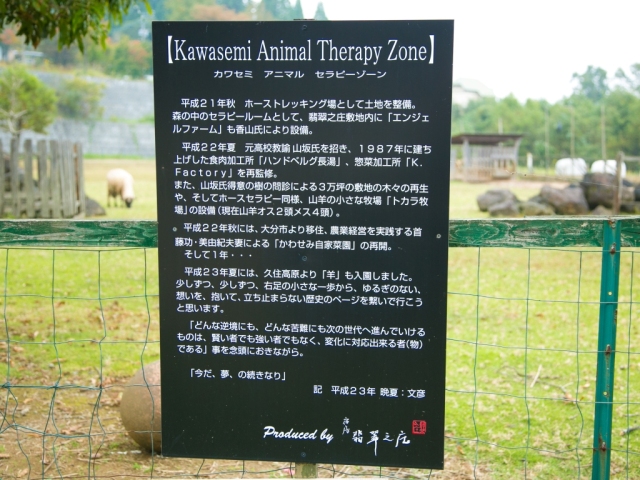 【Kawasemi Animal Therapy Zone】
カワセミ アニマル セラピーゾーン
平成21年秋 ホーストレッキング場として土地を整備。
森の中のセラピールームとして、翡翠之庄敷地内に「エンジェ
ルファーム」も香山氏により設備。
平成22年夏 元高校教諭 山坂氏を招き、1987年に建ち
上げした食肉加工所「ハンドベルグ長湯」、惣菜加工所「K.
Factory」を再監修。
また、山坂氏得意の樹の問診による3万坪の敷地の木々の再生
や、そしてホースセラピー同様、山羊の小さな牧場「トカラ牧
場」の設備(現在山羊オス2頭メス4頭)。
平成22年秋には、大分市より移住、農業経営を実践する首
藤功・美由紀夫妻による「かわせみ自家菜園」の再開。
そして1年・・・
平成23年夏には、久住高原より「羊」も入園しました。
少しずつ、少しずつ、右足の小さな一歩から、ゆるぎのない、
想いを、抱いて、立ち止まらない歴史のページを繋いで行こう
と思います。
「どんな逆境にも、どんな苦難にも次の世代へ進んでいける
ものは、賢い者でも強い者でもなく、変化に対応出来る者(物)
である」事を念頭におきながら。
「今だ、夢、の続きなり」
記 平成23年 晩夏:文彦
Produced by 翡翠之庄